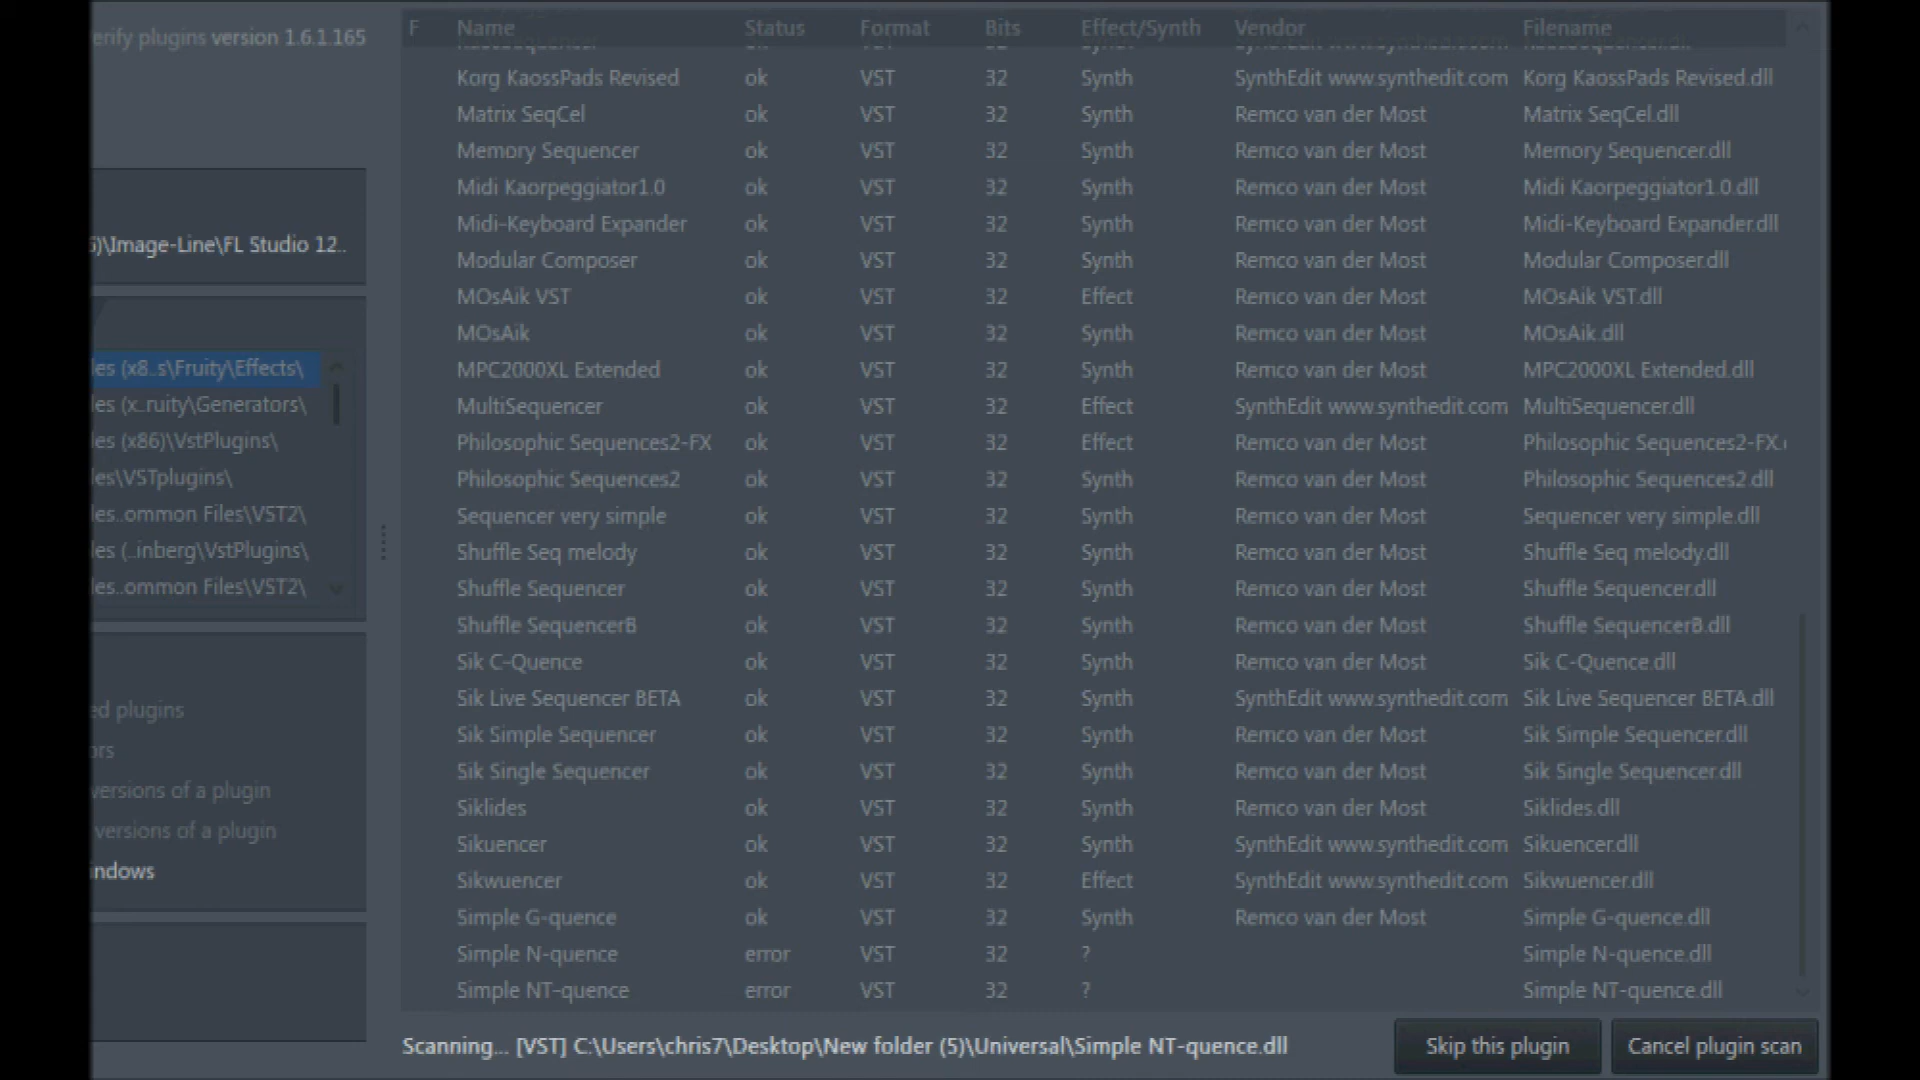 erify plugins version 1.6.1.165
)\Image-Line\FL Studio 12..
les (x8..s\Fruity\Effects\
les (x..ruity\Generators\
les (x86)\VstPlugins\
les\VSTplugins\
les..ommon Files\VST2\
les (..inberg\VstPlugins\
les..ommon Files\VST2\
ed plugins
ors
versions of a plugin
versions of a plugin
indows
F Name Status Format Bits Effect/Synth Vendor Filename
Korg KaossPads Revised ok VST 32 Synth SynthEdit www.synthedit.com Korg KaossPads Revised.dll
Matrix SeqCel ok VST 32 Synth Remco van der Most Matrix SeqCel.dll
Memory Sequencer ok VST 32 Synth Remco van der Most Memory Sequencer.dll
Midi Kaorpeggiator1.0 ok VST 32 Synth Remco van der Most Midi Kaorpeggiator1.0.dll
Midi-Keyboard Expander ok VST 32 Synth Remco van der Most Midi-Keyboard Expander.dll
Modular Composer ok VST 32 Synth Remco van der Most Modular Composer.dll
MOsAik VST ok VST 32 Effect Remco van der Most MOsAik VST.dll
MOsAik ok VST 32 Synth Remco van der Most MOsAik.dll
MPC2000XL Extended ok VST 32 Synth Remco van der Most MPC2000XL Extended.dll
MultiSequencer ok VST 32 Effect SynthEdit www.synthedit.com MultiSequencer.dll
Philosophic Sequences2-FX ok VST 32 Effect Remco van der Most Philosophic Sequences2-FX.
Philosophic Sequences2 ok VST 32 Synth Remco van der Most Philosophic Sequences2.dll
Sequencer very simple ok VST 32 Synth Remco van der Most Sequencer very simple.dll
Shuffle Seq melody ok VST 32 Synth Remco van der Most Shuffle Seq melody.dll
Shuffle Sequencer ok VST 32 Synth Remco van der Most Shuffle Sequencer.dll
Shuffle SequencerB ok VST 32 Synth Remco van der Most Shuffle SequencerB.dll
Sik C-Quence ok VST 32 Synth Remco van der Most Sik C-Quence.dll
Sik Live Sequencer BETA ok VST 32 Synth SynthEdit www.synthedit.com Sik Live Sequencer BETA.dll
Sik Simple Sequencer ok VST 32 Synth Remco van der Most Sik Simple Sequencer.dll
Sik Single Sequencer ok VST 32 Synth Remco van der Most Sik Single Sequencer.dll
Siklides ok VST 32 Synth Remco van der Most Siklides.dll
Sikuencer ok VST 32 Synth SynthEdit www.synthedit.com Sikuencer.dll
Sikwuencer ok VST 32 Effect SynthEdit www.synthedit.com Sikwuencer.dll
Simple G-quence ok VST 32 Synth Remco van der Most Simple G-quence.dll
Simple N-quence error VST 32 ? Simple N-quence.dll
Simple NT-quence error VST 32 ? Simple NT-quence.dll
Scanning... [VST] C:\Users\chris7\Desktop\New folder (5)\Universal\Simple NT-quence.dll
Skip this plugin
Cancel plugin scan